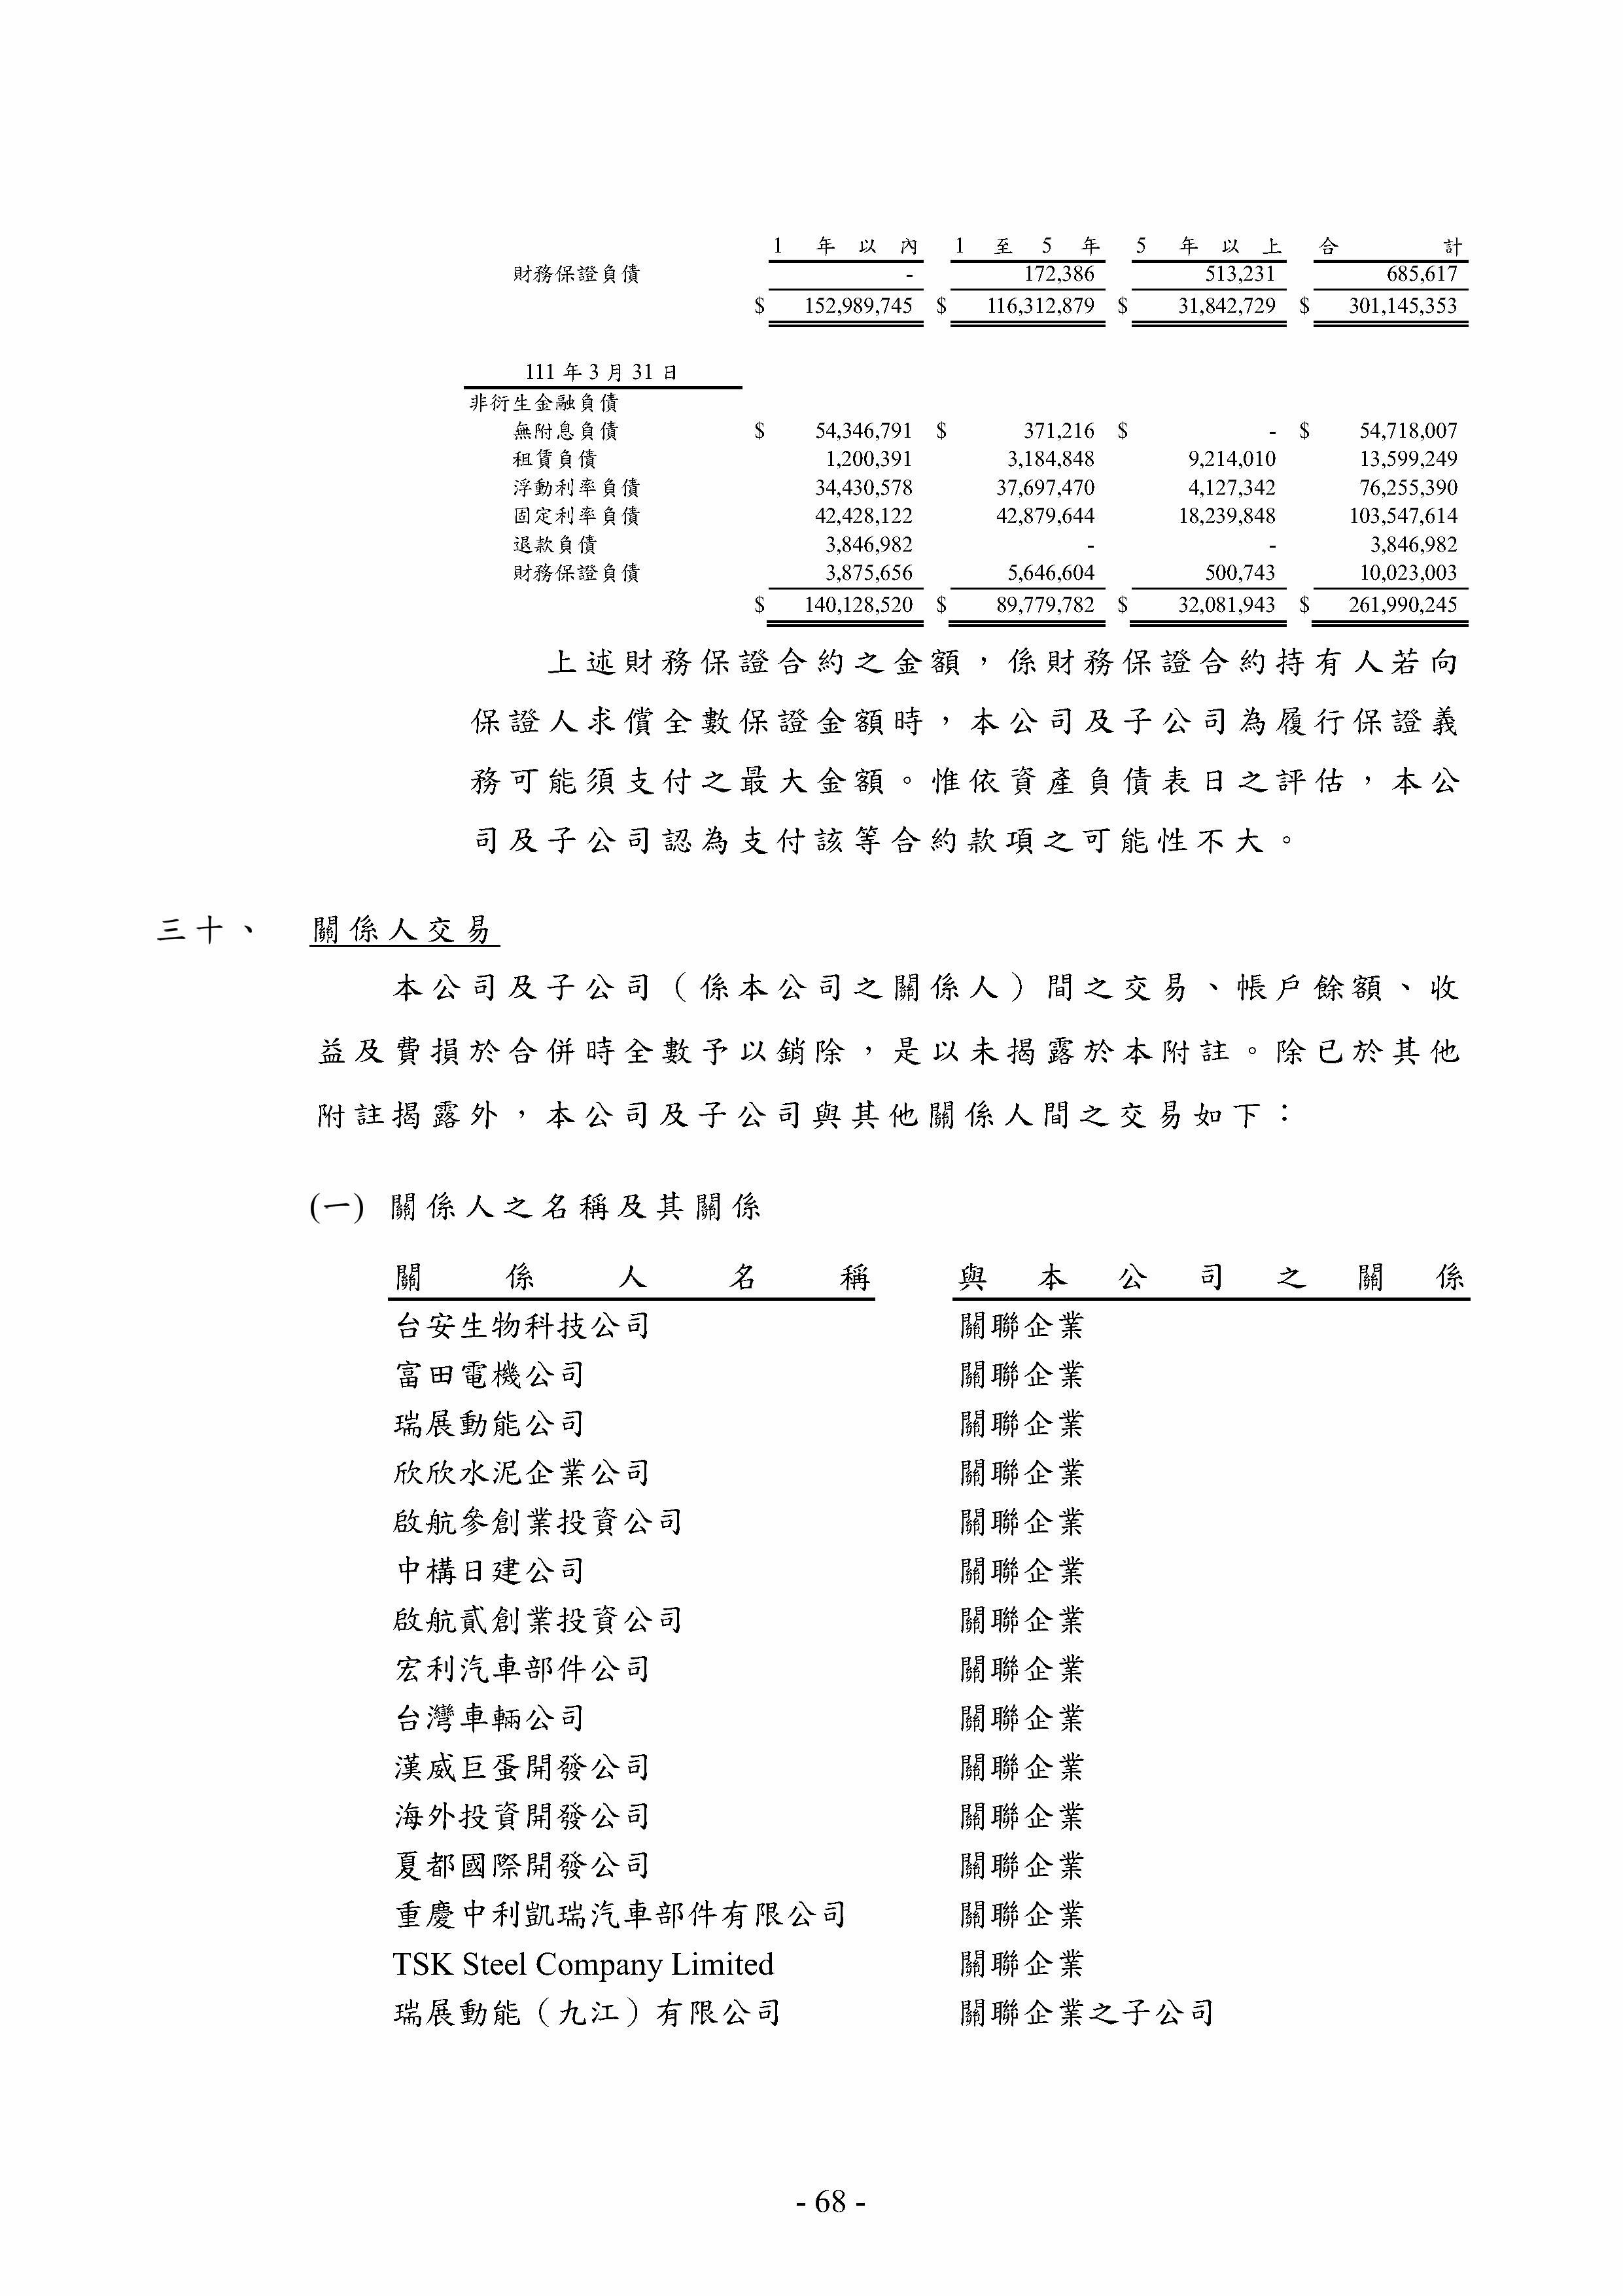 1 年 以 內 1 至 5 年 5 年 以 上 合 計
財務保證負債 - 172,386 513,231 685,617
$ 152,989,745 $ 116,312,879 $ 31,842,729 $ 301,145,353
111 年 3 月 31 日
非衍生金融負債
無附息負債 $ 54,346,791 $ 371,216 $ - $ 54,718,007
租賃負債 1,200,391 3,184,848 9,214,010 13,599,249
浮動利率負債 34,430,578 37,697,470 4,127,342 76,255,390
固定利率負債 42,428,122 42,879,644 18,239,848 103,547,614
退款負債 3,846,982 - - 3,846,982
財務保證負債 3,875,656 5,646,604 500,743 10,023,003
$ 140,128,520 $ 89,779,782 $ 32,081,943 $ 261,990,245
上述財務保證合約之金額，係財務保證合約持有人若向
保證人求償全數保證金額時，本公司及子公司為履行保證義
務可能須支付之最大金額。惟依資產負債表日之評估，本公
司及子公司認為支付該等合約款項之可能性不大。
三十、 關係人交易
本公司及子公司（係本公司之關係人）間之交易、帳戶餘額、收
益及費損於合併時全數予以銷除，是以未揭露於本附註。除已於其他
附註揭露外，本公司及子公司與其他關係人間之交易如下：
(一) 關係人之名稱及其關係
關 係 人 名 稱 與 本 公 司 之 關 係
台安生物科技公司 關聯企業
富田電機公司 關聯企業
瑞展動能公司 關聯企業
欣欣水泥企業公司 關聯企業
啟航參創業投資公司 關聯企業
中構日建公司 關聯企業
啟航貳創業投資公司 關聯企業
宏利汽車部件公司 關聯企業
台灣車輛公司 關聯企業
漢威巨蛋開發公司 關聯企業
海外投資開發公司 關聯企業
夏都國際開發公司 關聯企業
重慶中利凱瑞汽車部件有限公司 關聯企業
TSK Steel Company Limited 關聯企業
瑞展動能（九江）有限公司 關聯企業之子公司
- 68 -